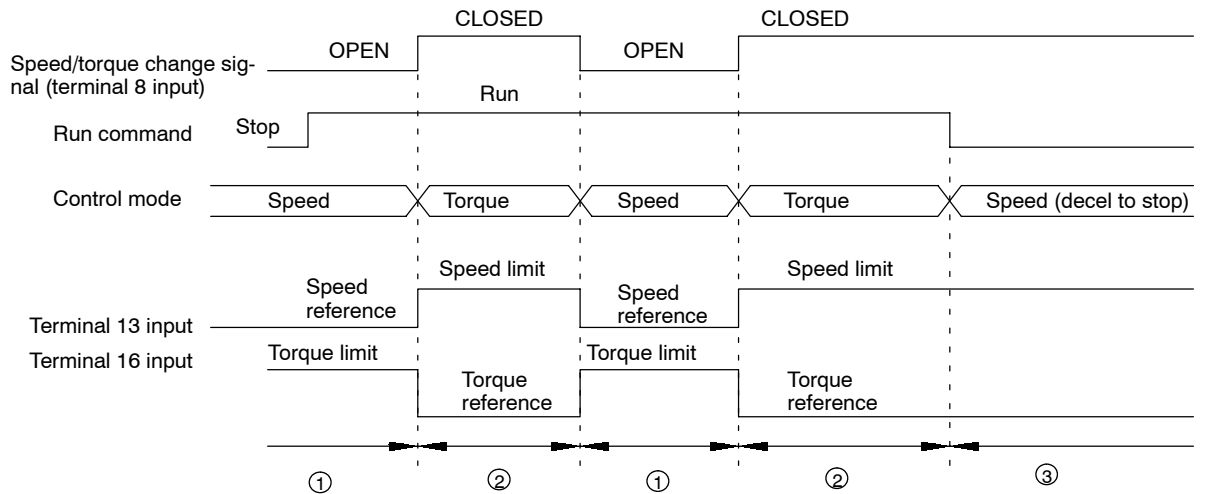 CLOSED CLOSED
OPEN OPEN
Speed/torque change sig-
nal (terminal 8 input)
Run
Run command Stop
Control mode Speed Torque Speed Torque Speed (decel to stop)
Speed limit Speed limit
Speed
reference
Speed
reference
Terminal 13 input
Terminal 16 input Torque limit Torque limit
Torque
reference
Torque
reference
① ② ① ② ③